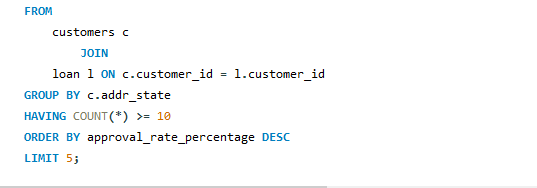 FROM
customers c
JOIN
loan l ON c.customer_id = l.customer_id
GROUP BY c.addr_state
HAVING COUNT(*) >= 10
ORDER BY approval_rate_percentage DESC
LIMIT 5;